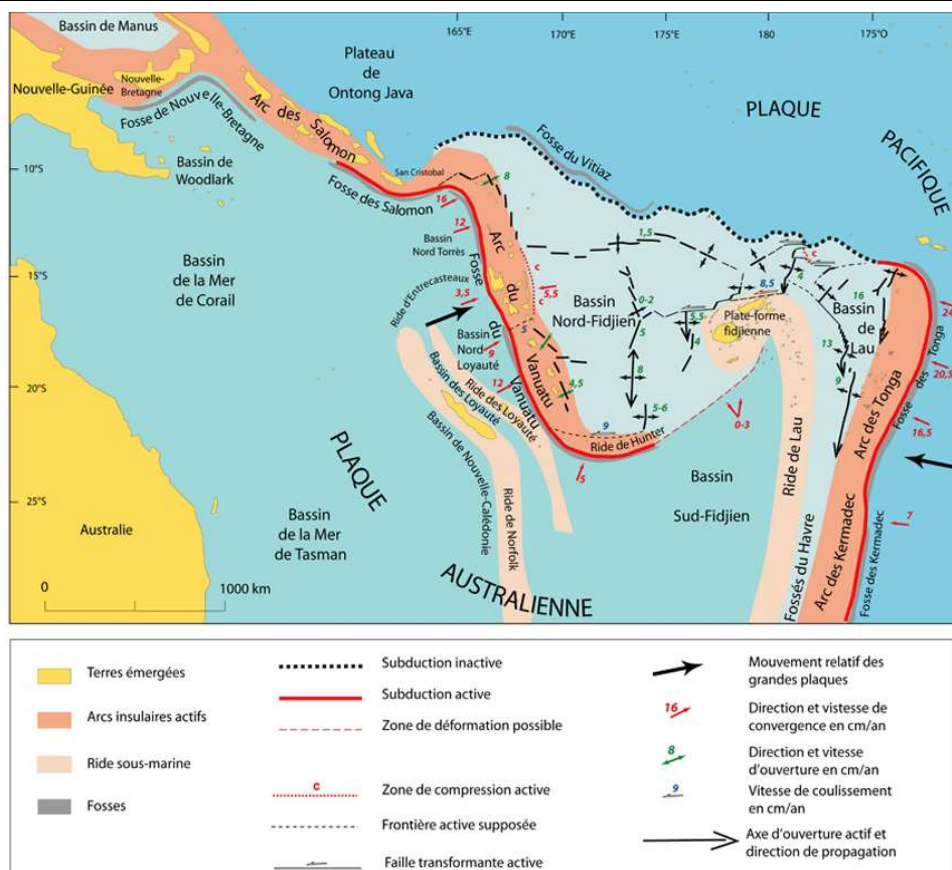 Bassin de Manus
165°E
170°E
175°E
180
175°W
Plateau
de
Ontong Java
Nouvelle-Guinée
Nouvelle-
Bretagne
Fosse de Nouvelle-Bretagne
Arc des Salomon
PLAQUE
PACIFIQUE
Fosse du Vitiaz
Bassin de
Woodlark
10°S
San Cristobal
Fosse des Salomon
8
16
12
Bassin
Nord Torrès
1,5
15°S
Bassin
de la Mer
de Corail
Ride d'Entrecasteaux
3,5
Arc
du
Vanuatu
Fosse
du
Vanuatu
c
5,5
c
5
Bassin
Nord-Fidjien
0-2
5
5,5
4
8,5
Plate-forme
fidjienne
c
4
16
Bassin
de
Lau
13
9
24
20,5
16,5
7
Fosse des Tonga
Arc des Tonga
Bassin
Nord-
Loyauté
9
12
4,5
8
5-6
9
5
0-3
20°S
Bassin des Loyauté
Ride des Loyauté
Ride de Hunter
PLAQUE
AUSTRALIENNE
Bassin de Nouvelle-Calédonie
Ride de Norfolk
Bassin
Sud-Fidjien
Ride de Lau
Fossés du Havre
Arc des Kermadec
Fosse des Kermadec
25°S
Australie
Bassin
de la Mer
de Tasman
0
1000 km
Terres émergées
Arcs insulaires actifs
Ride sous-marine
Fosses
Subduction inactive
Subduction active
Zone de déformation possible
c
Zone de compression active
Frontière active supposée
Faille transformante active
Mouvement relatif des
grandes plaques
16
Direction et vistesse de
convergence en cm/an
8
Direction et vitesse
d'ouverture en cm/an
9
Vitesse de coulissement
en cm/an
Axe d'ouverture actif et
direction de propagation